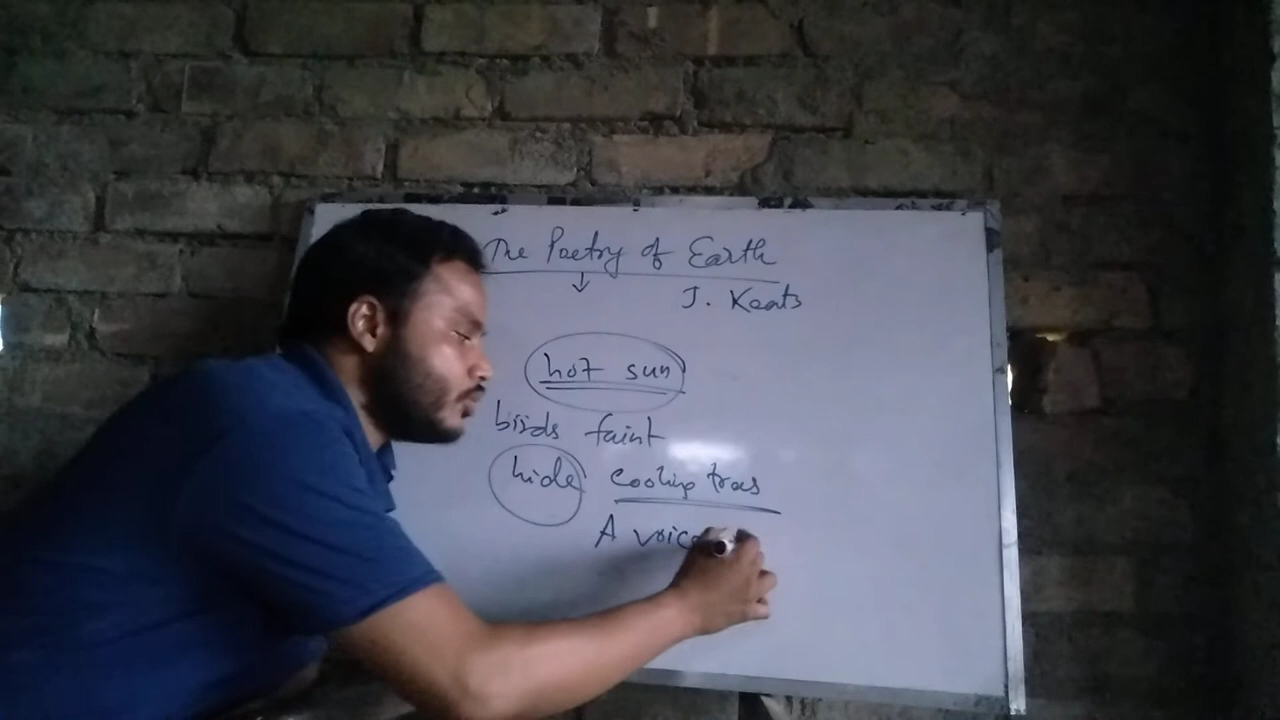 The Poetry of Earth
J. Keats
hot sun
birds faint
hide cooling trees
A voice